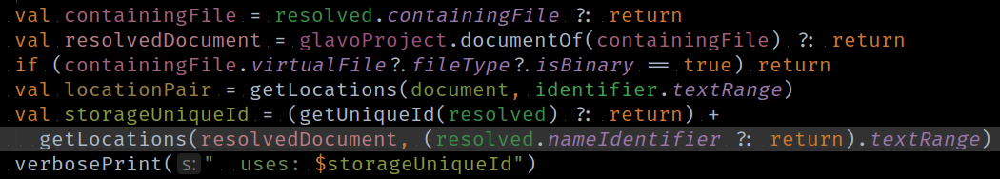 val containingFile = resolved.containingFile ?: return
val resolvedDocument = glavoProject.documentOf(containingFile) ?: return
if (containingFile.virtualFile?.fileType?.isBinary == true) return
val locationPair = getLocations(document, identifier.textRange)
val storageUniqueId = (getUniqueId(resolved) ?: return) +
  getLocations(resolvedDocument, (resolved.nameIdentifier ?: return).textRange)
verbosePrint( s: "  uses: $storageUniqueId")